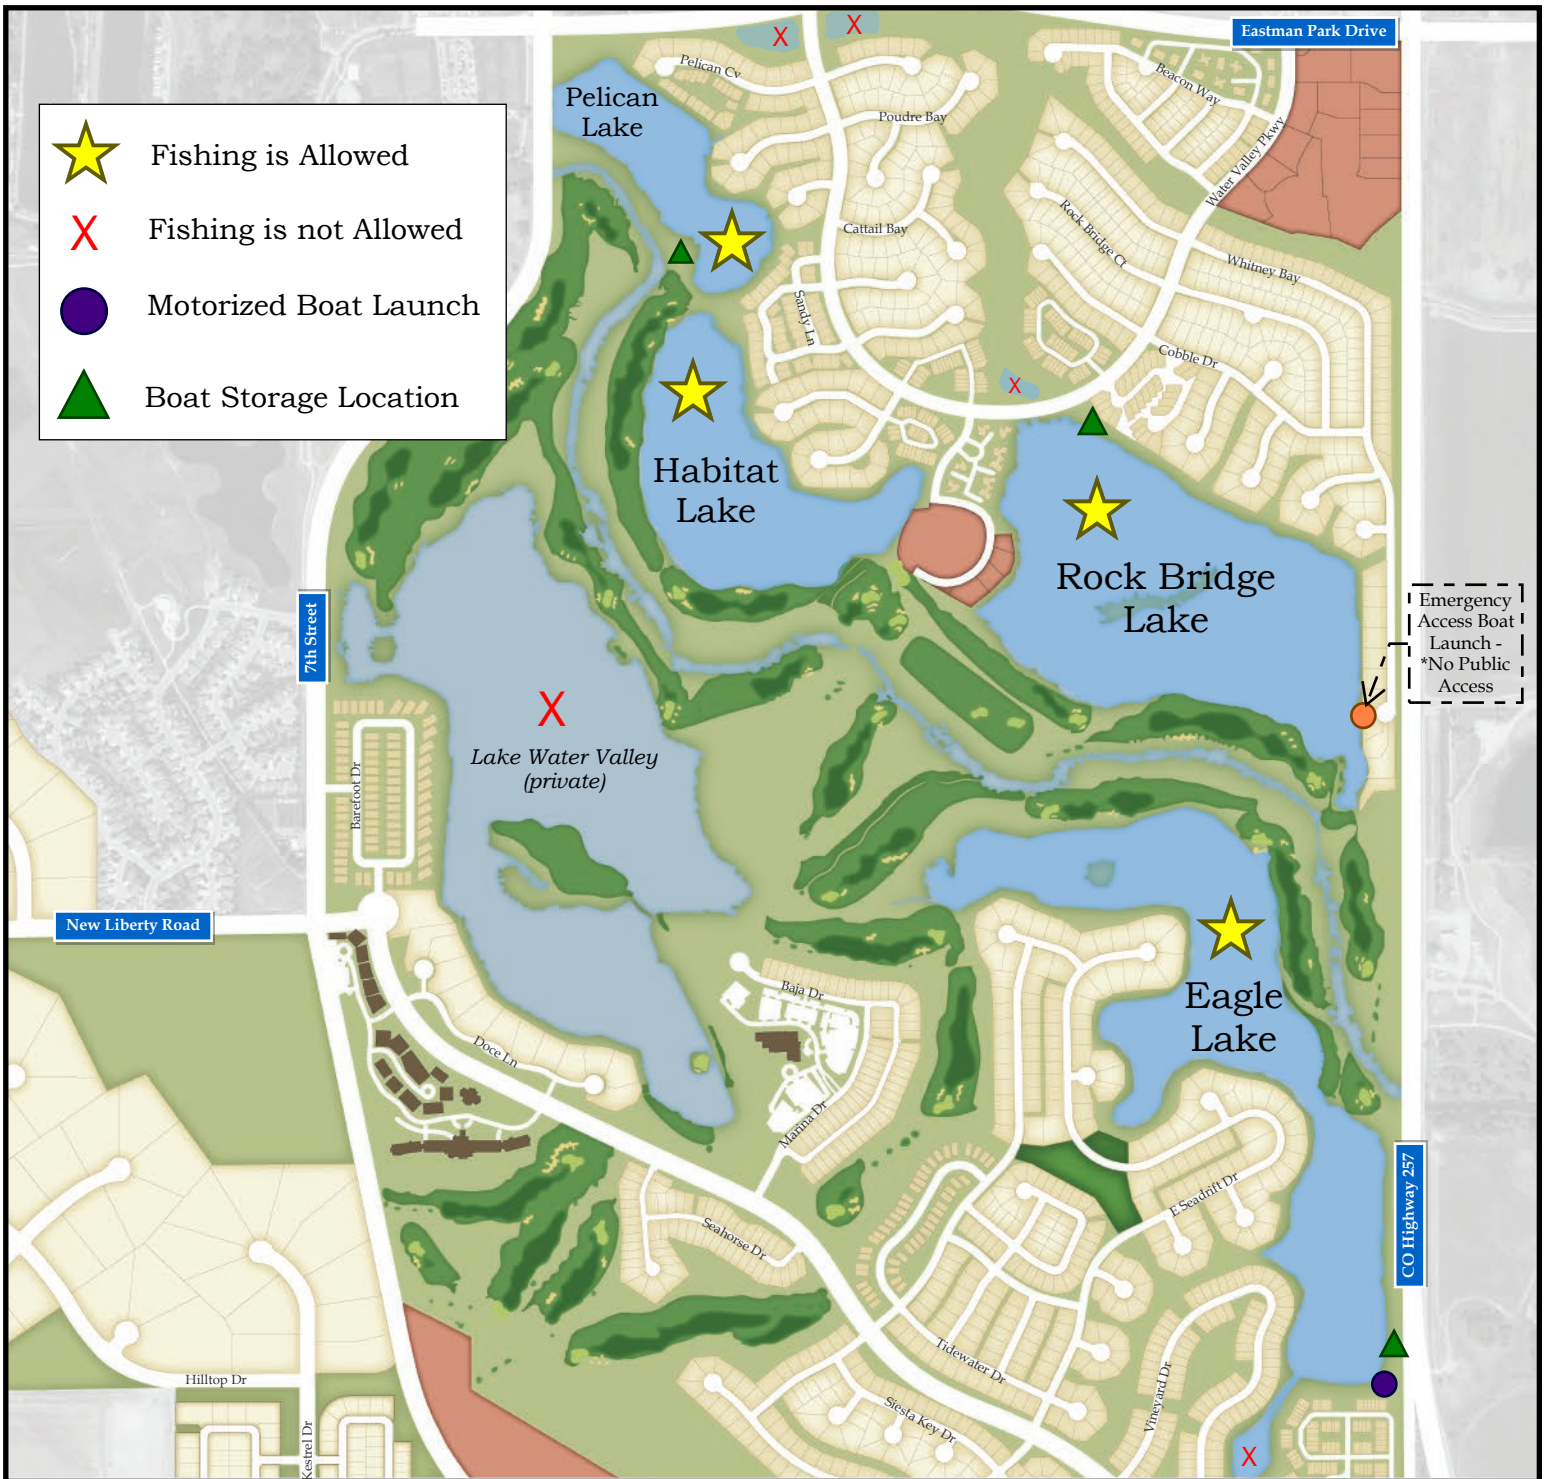 Eastman Park Drive
X
X
Pelican Cv
Beacon Way
Pelican
Lake
Poudre Bay
Fishing is Allowed
Water Valley Pkwy
X
Fishing is not Allowed
Cattail Bay
Rock Bridge Ct
Whitney Bay
Motorized Boat Launch
Sandy Ln
Cobble Dr
X
Boat Storage Location
Habitat
Lake
Rock Bridge
Lake
Emergency
Access Boat
Launch -
*No Public
Access
7th Street
X
Lake Water Valley
(private)
Barefoot Dr
New Liberty Road
Eagle
Lake
Baja Dr
Doce Ln
Marina Dr
E Seadrift Dr
CO Highway 257
Seahorse Dr
Tidewater Dr
Hilltop Dr
Vineyard Dr
Siesta Key Dr
Kestrel Dr
X